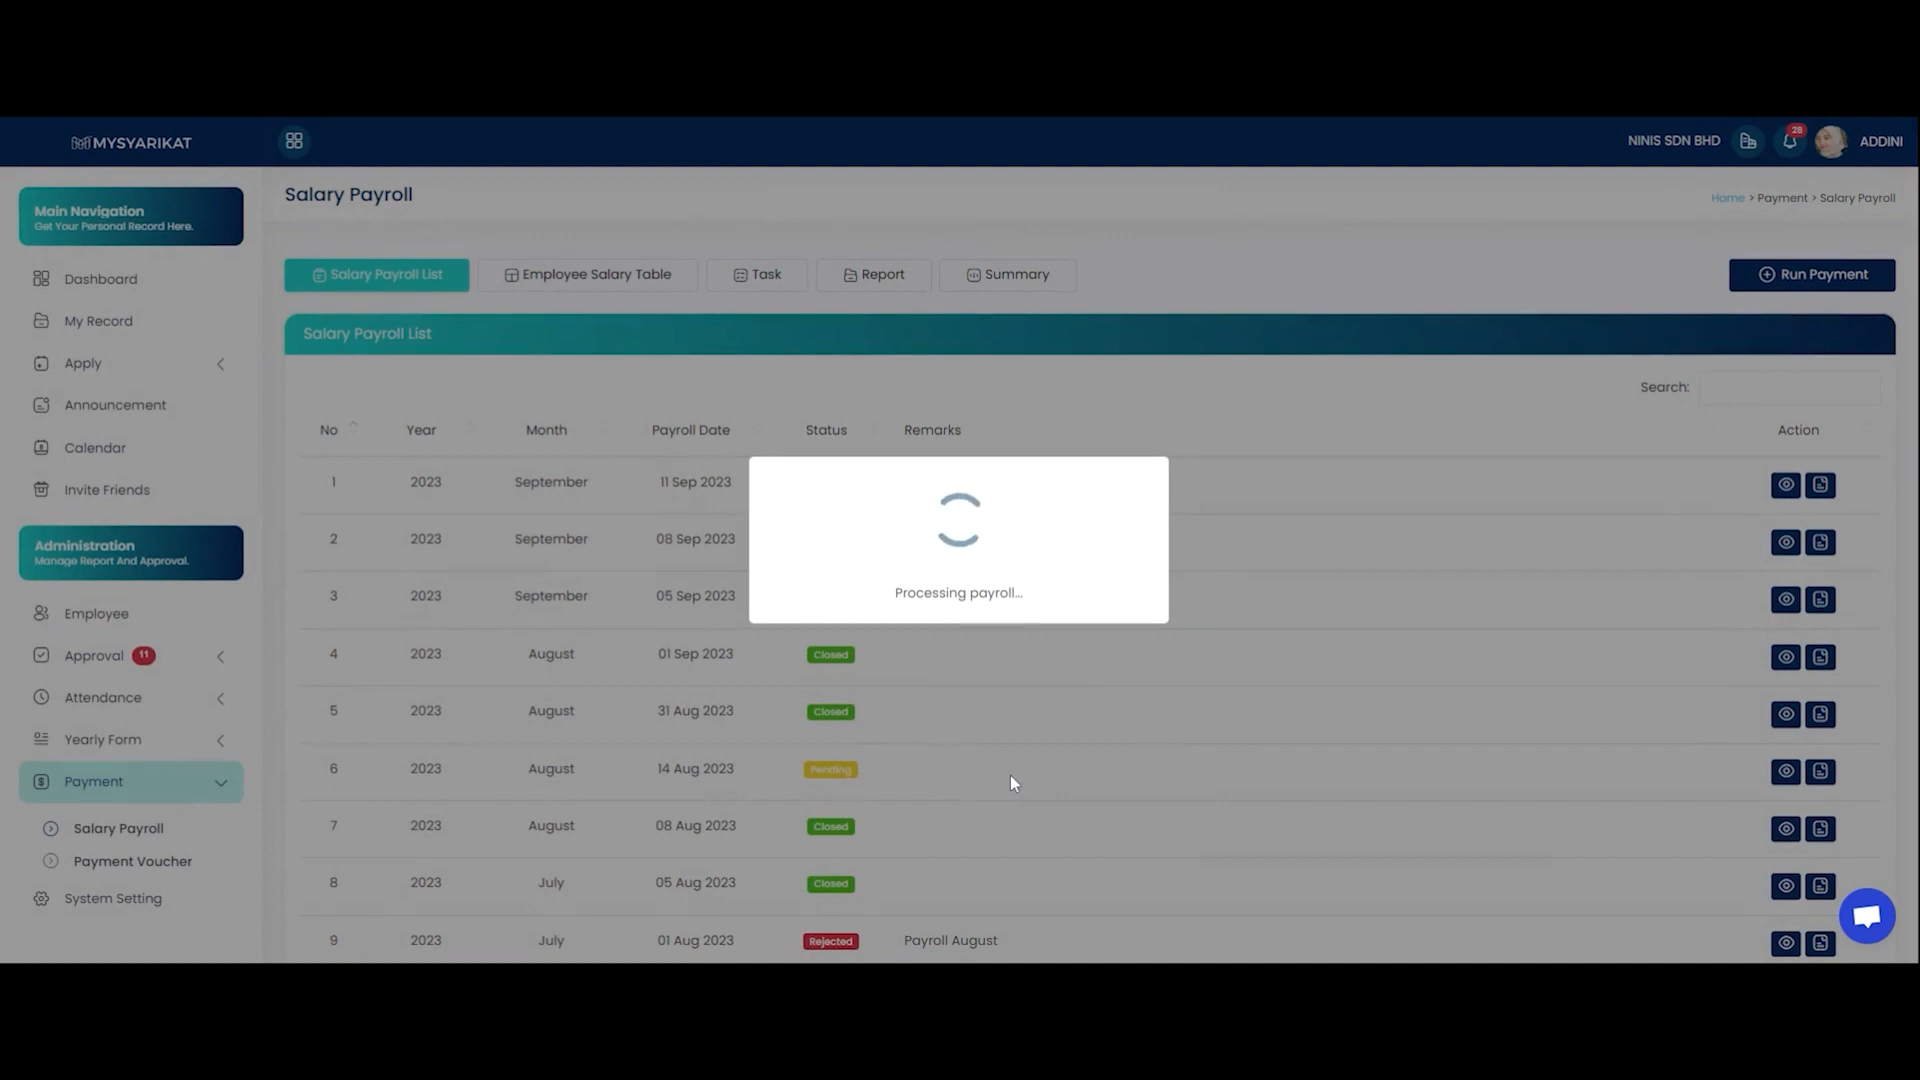 MYSYARIKAT
NINIS SDN BHD
28
ADDINI
Main Navigation
Get Your Personal Record Here.
Dashboard
My Record
Apply
Announcement
Calendar
Invite Friends
Administration
Manage Report And Approval.
Employee
Approval 11
Attendance
Yearly Form
Payment
Salary Payroll
Payment Voucher
System Setting
Salary Payroll
Home > Payment > Salary Payroll
Salary Payroll List
Employee Salary Table
Task
Report
Summary
Run Payment
Salary Payroll List
Search:
No Year Month Payroll Date Status Remarks Action
1 2023 September 11 Sep 2023
2 2023 September 08 Sep 2023
3 2023 September 05 Sep 2023
4 2023 August 01 Sep 2023 Closed
5 2023 August 31 Aug 2023 Closed
6 2023 August 14 Aug 2023 Pending
7 2023 August 08 Aug 2023 Closed
8 2023 July 05 Aug 2023 Closed
9 2023 July 01 Aug 2023 Rejected Payroll August
Processing payroll...